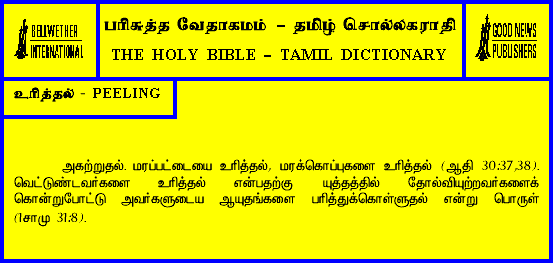 BELLWETHER
INTERNATIONAL
பரிசுத்த வேதாகமம் – தமிழ் சொல்லகராதி
THE HOLY BIBLE – TAMIL DICTIONARY
GOOD NEWS
PUBLISHERS
உரித்தல் - PEELING
அகற்றுதல். மரப்பட்டையை உரித்தல், மரக்கொப்புகளை உரித்தல் (ஆதி 30:37,38).
வெட்டுண்டவர்களை உரித்தல் என்பதற்கு யுத்தத்தில் தோல்வியுற்றவர்களைக்
கொன்றுபோட்டு அவர்களுடைய ஆயுதங்களை பரித்துக்கொள்ளுதல் என்று பொருள்
(1சாமு 31:8).